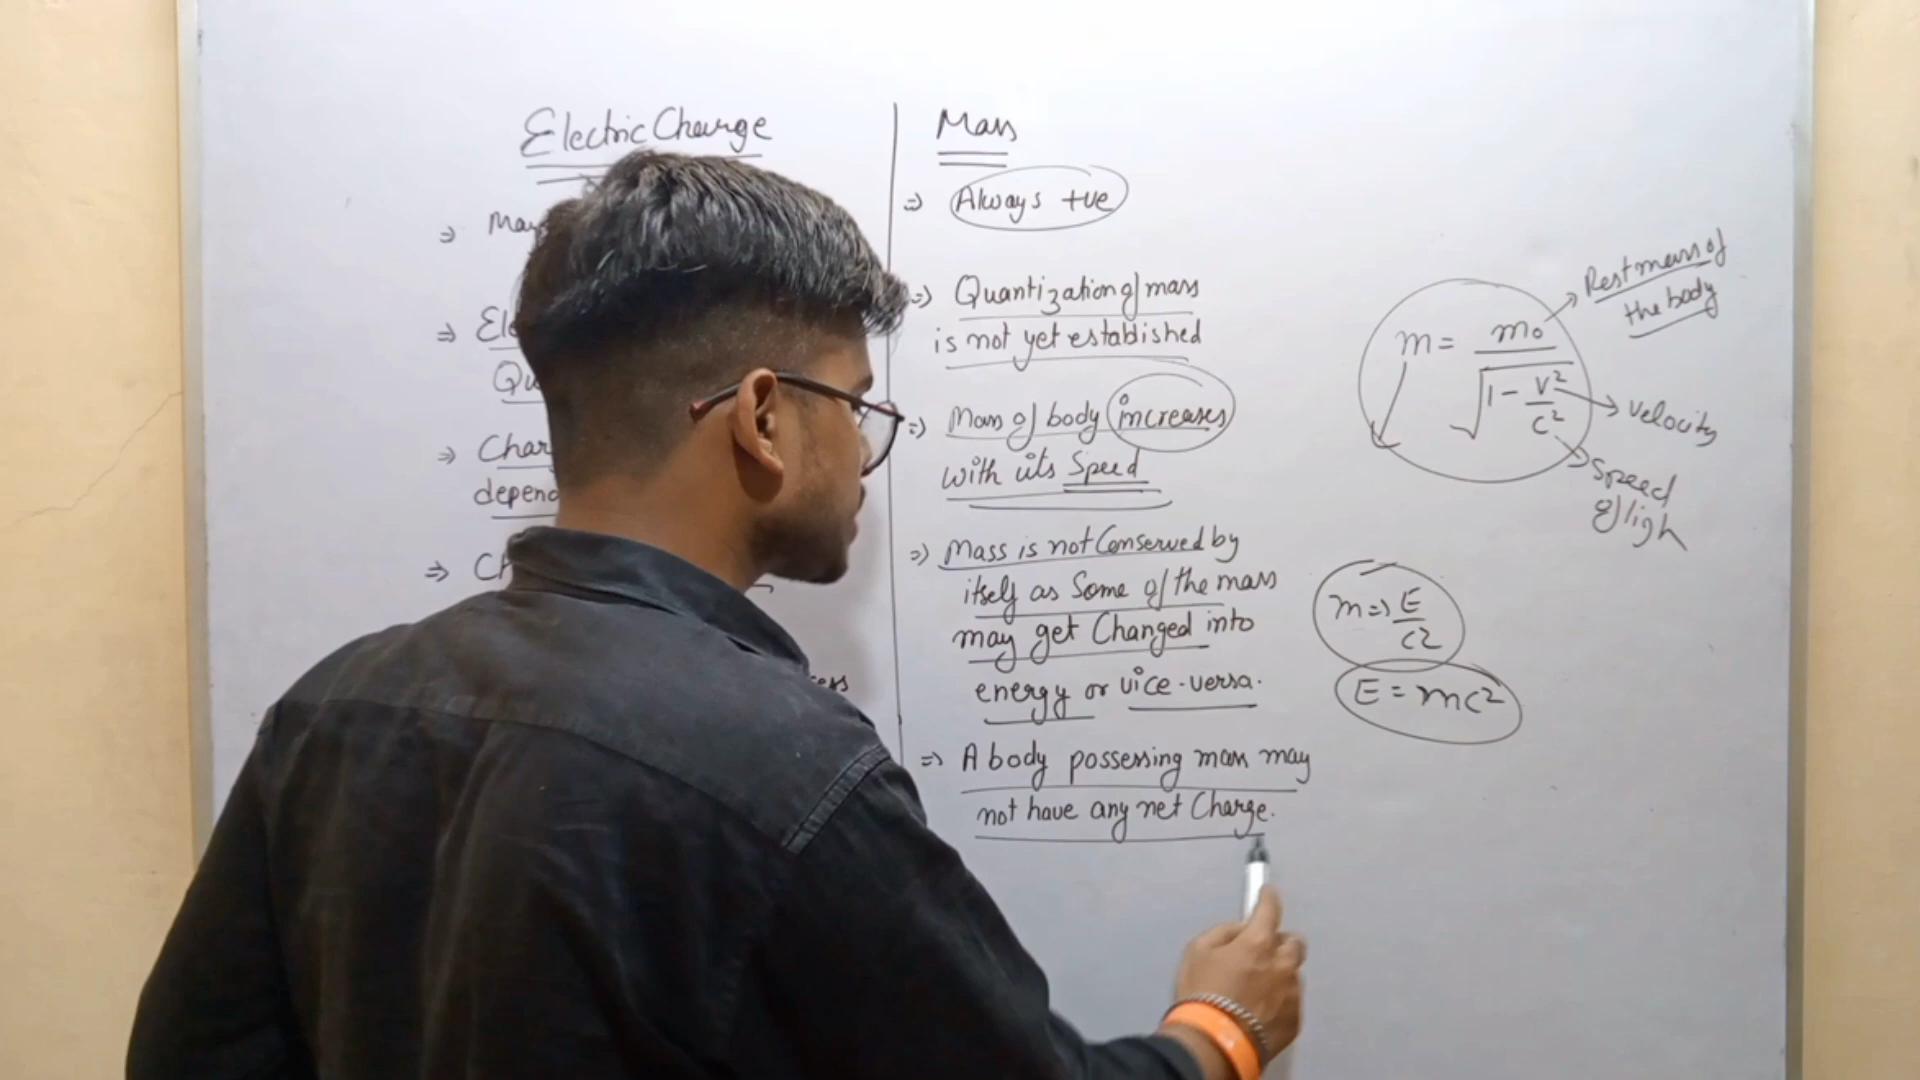 Electric Charge
⇒ May
⇒ Ele
Qu
⇒ Char
depend
⇒ Ch
cess
Mass
⇒ Always +ve
⇒ Quantization of mass
is not yet established
⇒ Mass of body increases
with its Speed
⇒ Mass is not Conserved by
itself as Some of the mass
may get Changed into
energy or vice-versa.
⇒ A body possessing mass may
not have any net Charge.
m = m₀ / √(1 - v²/c²)
Rest mass of
the body
velocity
Speed
of ligh
m ⇒ E/c2
E = mc²